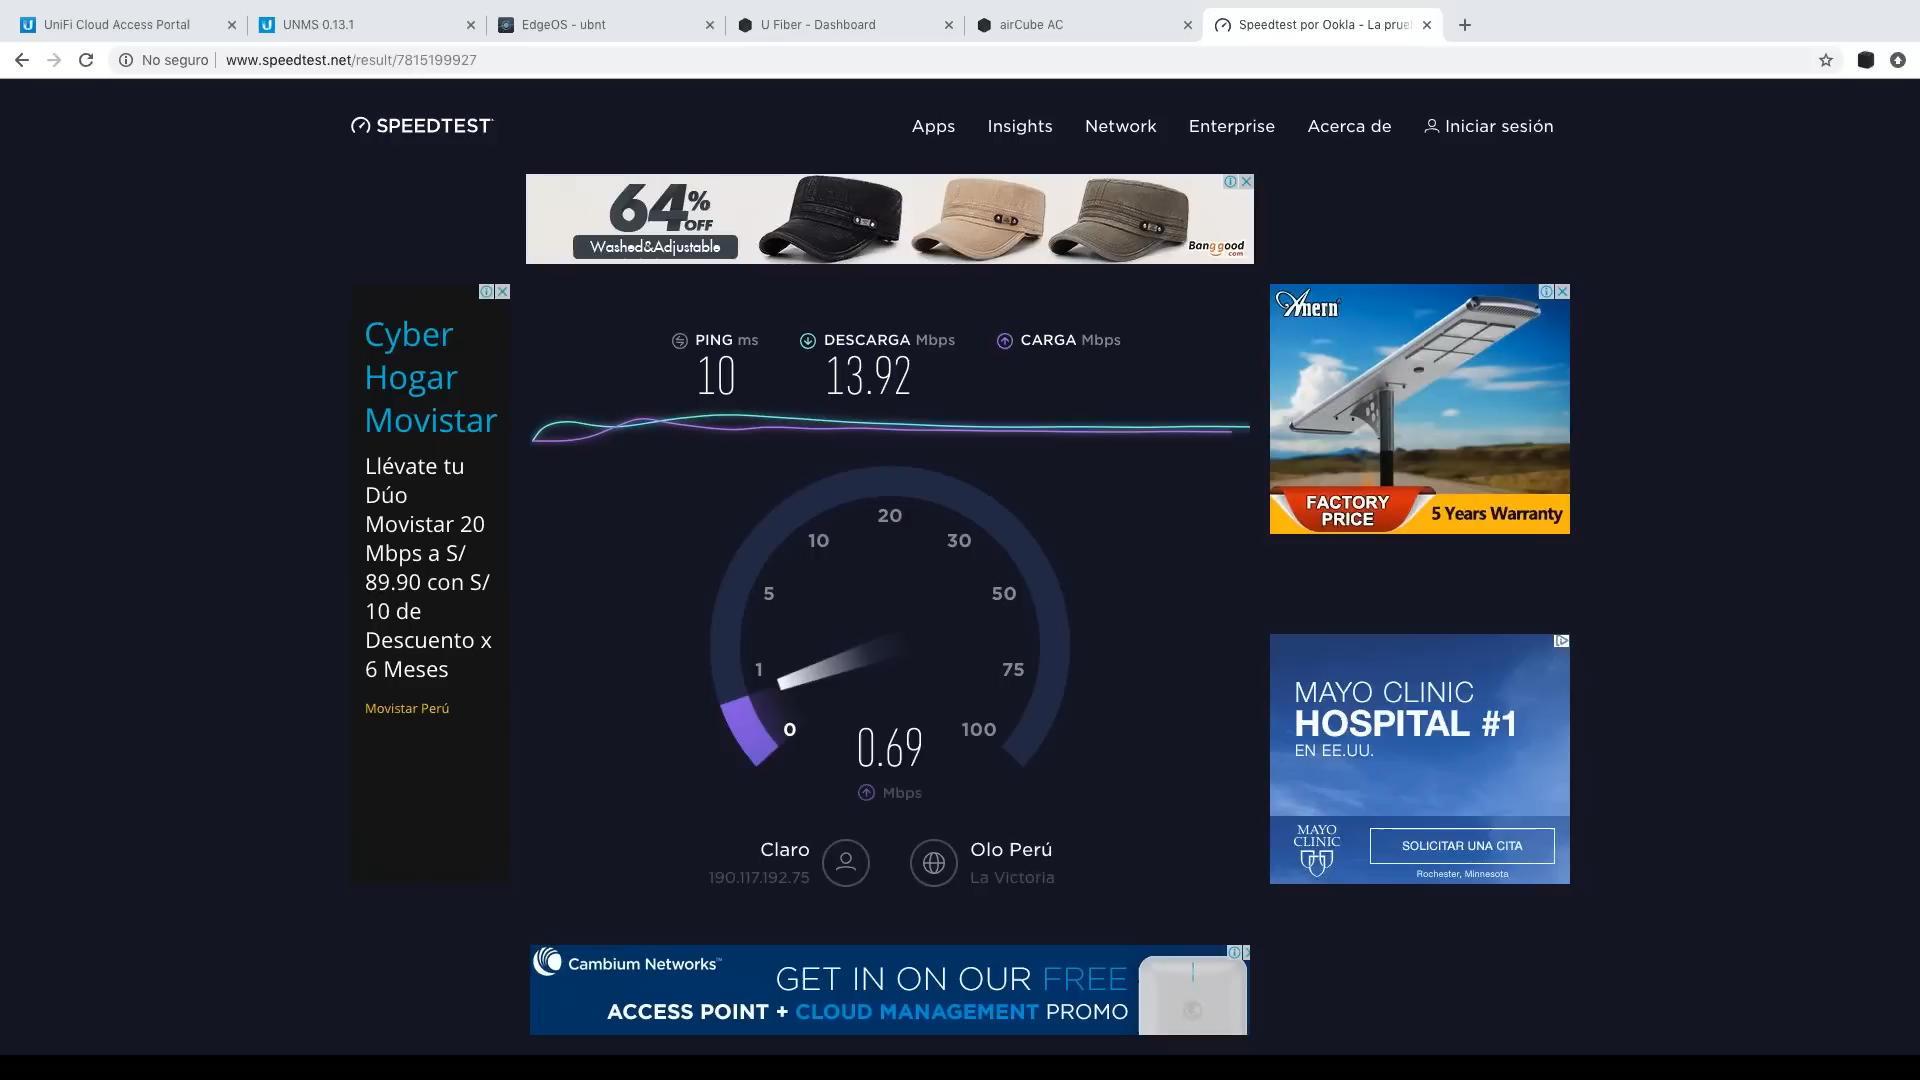 UniFi Cloud Access Portal
UNMS 0.13.1
EdgeOS - ubnt
U Fiber - Dashboard
airCube AC
Speedtest por Ookla - La prue
No seguro
www.speedtest.net/result/7815199927
SPEEDTEST
Apps
Insights
Network
Enterprise
Acerca de
Iniciar sesión
64% OFF
Washed&Adjustable
Banggood.com
Cyber
Hogar
Movistar
Llévate tu
Dúo
Movistar 20
Mbps a S/
89.90 con S/
10 de
Descuento x
6 Meses
Movistar Perú
PING ms
10
DESCARGA Mbps
13.92
CARGA Mbps
0
1
5
10
20
30
50
75
100
0.69
Mbps
Claro
190.117.192.75
Olo Perú
La Victoria
Anern
FACTORY
PRICE
5 Years Warranty
MAYO CLINIC
HOSPITAL #1
EN EE.UU.
MAYO
CLINIC
SOLICITAR UNA CITA
Rochester, Minnesota
Cambium Networks™
GET IN ON OUR FREE
ACCESS POINT + CLOUD MANAGEMENT PROMO